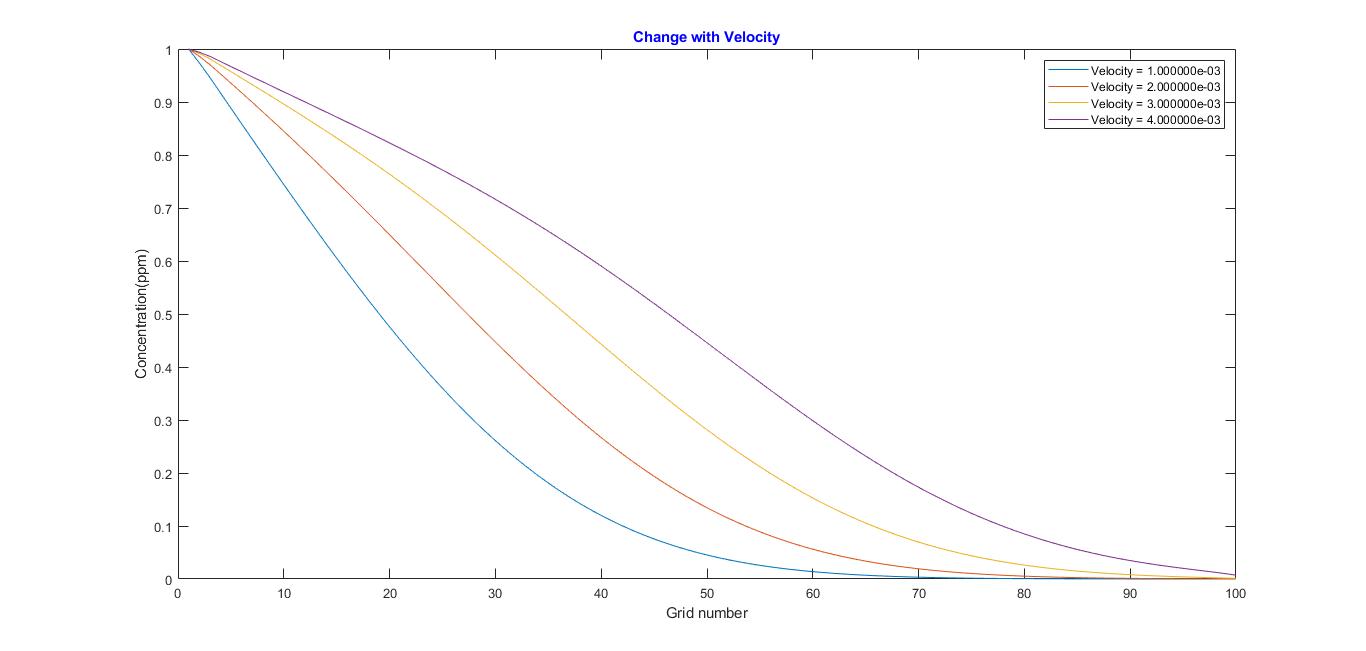 Change with Velocity
Velocity = 1.000000e-03
Velocity = 2.000000e-03
Velocity = 3.000000e-03
Velocity = 4.000000e-03
Concentration(ppm)
1
0.9
0.8
0.7
0.6
0.5
0.4
0.3
0.2
0.1
0
0 10 20 30 40 50 60 70 80 90 100
Grid number